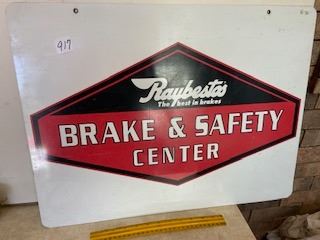 917
Raybestos
The best in brakes
BRAKE & SAFETY
CENTER